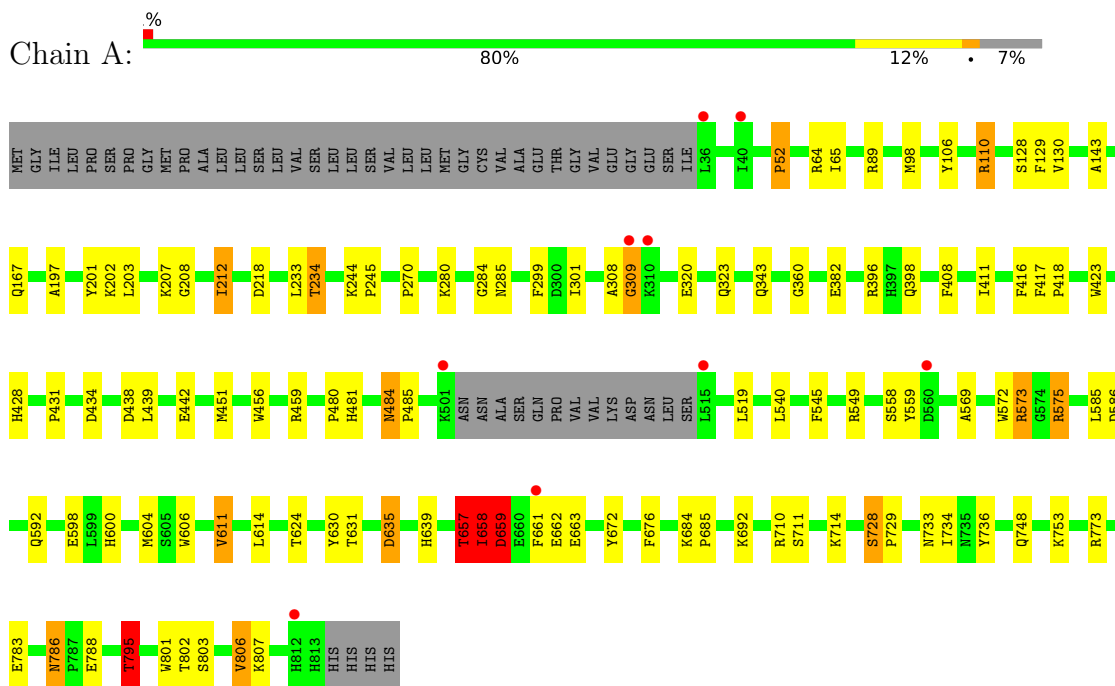 .%
Chain A:
80% 12% • 7%
MET GLY ILE LEU PRO SER PRO GLY MET PRO ALA LEU LEU SER LEU VAL SER LEU LEU LEU SER VAL LEU LEU MET GLY CYS VAL ALA GLU THR GLY VAL GLU GLY GLU SER ILE L36 I40 P52 R64 I65 R89 M98 Y106 R110 S128 F129 V130 A143
Q167 A197 Y201 K202 L203 K207 G208 I212 D218 L233 T234 K244 P245 P270 K280 G284 N285 F299 D300 I301 A308 G309 K310 E320 Q323 Q343 G360 E382 R396 H397 Q398 F408 I411 F416 F417 P418 W423
H428 P431 D434 D438 L439 E442 M451 W456 R459 P480 H481 N484 P485 K501 ASN ASN ALA SER GLN PRO VAL VAL LYS ASP ASN LEU SER L515 L519 L540 F545 R549 S558 Y559 D560 A569 W572 R573 G574 R575 L585
Q592 E598 L599 H600 M604 S605 W606 V611 L614 T624 Y630 T631 D635 H639 T657 I658 D659 E660 F661 E662 E663 Y672 F676 K684 P685 K692 R710 S711 K714 S728 P729 N733 I734 N735 Y736 Q748 K753 R773
E783 N786 P787 E788 T795 W801 T802 S803 V806 K807 H812 H813 HIS HIS HIS HIS